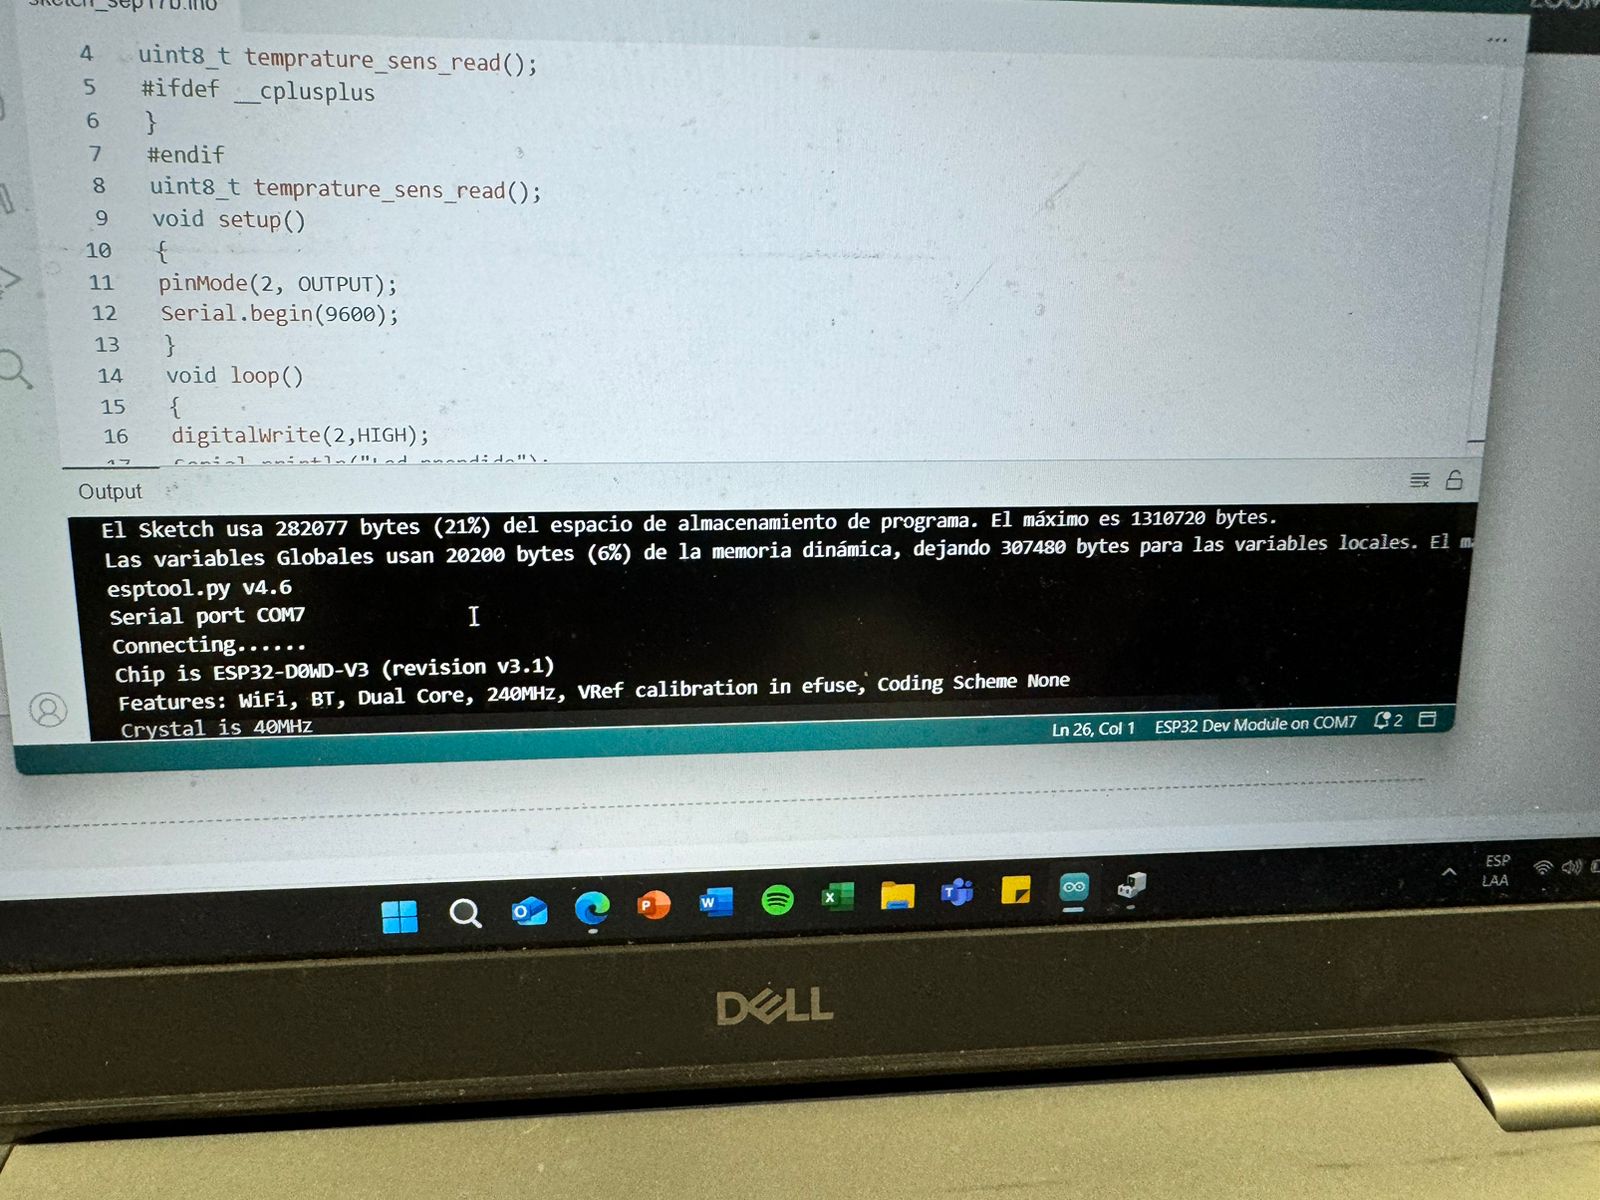 sketch_sep17b.ino
...
4 uint8_t temprature_sens_read();
5 #ifdef __cplusplus
6 }
7 #endif
8 uint8_t temprature_sens_read();
9 void setup()
10 {
11 pinMode(2, OUTPUT);
12 Serial.begin(9600);
13 }
14 void loop()
15 {
16 digitalWrite(2,HIGH);
17 Serial.println("Led
Output
El Sketch usa 282077 bytes (21%) del espacio de almacenamiento de programa. El máximo es 1310720 bytes.
Las variables Globales usan 20200 bytes (6%) de la memoria dinámica, dejando 307480 bytes para las variables locales. El
esptool.py v4.6
Serial port COM7
Connecting......
Chip is ESP32-D0WD-V3 (revision v3.1)
Features: WiFi, BT, Dual Core, 240MHz, VRef calibration in efuse, Coding Scheme None
Crystal is 40MHz
Ln 26, Col 1 ESP32 Dev Module on COM7 2
ESP
LAA
DELL